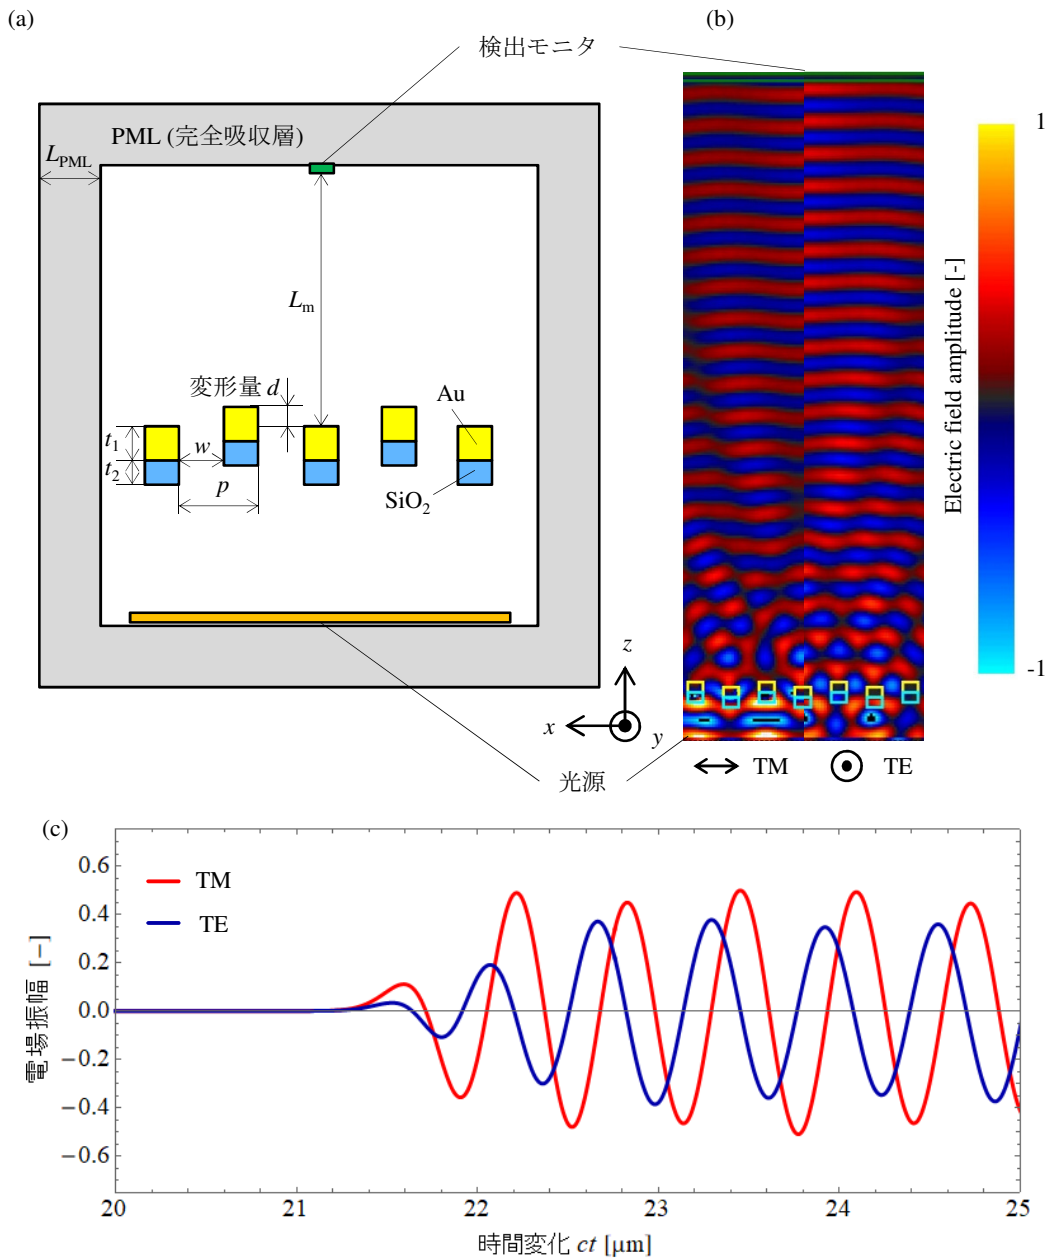 (a)
(b)
検出モニタ
PML (完全吸収層)
L_PML
L_m
変形量 d
Au
t_1
w
t_2
p
SiO_2
z
x
y
光源
1
Electric field amplitude [-]
-1
TM
TE
(c)
TM
TE
電場振幅 [−]
0.6
0.4
0.2
0.0
−0.2
−0.4
−0.6
20
21
22
23
24
25
時間変化 ct [μm]